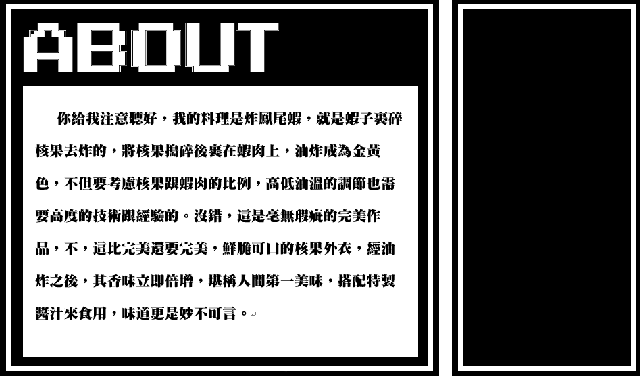 ABOUT
你給我注意聽好，我的料理是炸鳳尾蝦，就是蝦子裹碎
核果去炸的，將核果搗碎後裹在蝦肉上，油炸成為金黃
色，不但要考慮核果跟蝦肉的比例，高低油溫的調節也需
要高度的技術跟經驗的。沒錯，這是毫無瑕疵的完美作
品，不，這比完美還要完美，鮮脆可口的核果外衣，經油
炸之後，其香味立即倍增，堪稱人間第一美味，搭配特製
醬汁來食用，味道更是妙不可言。